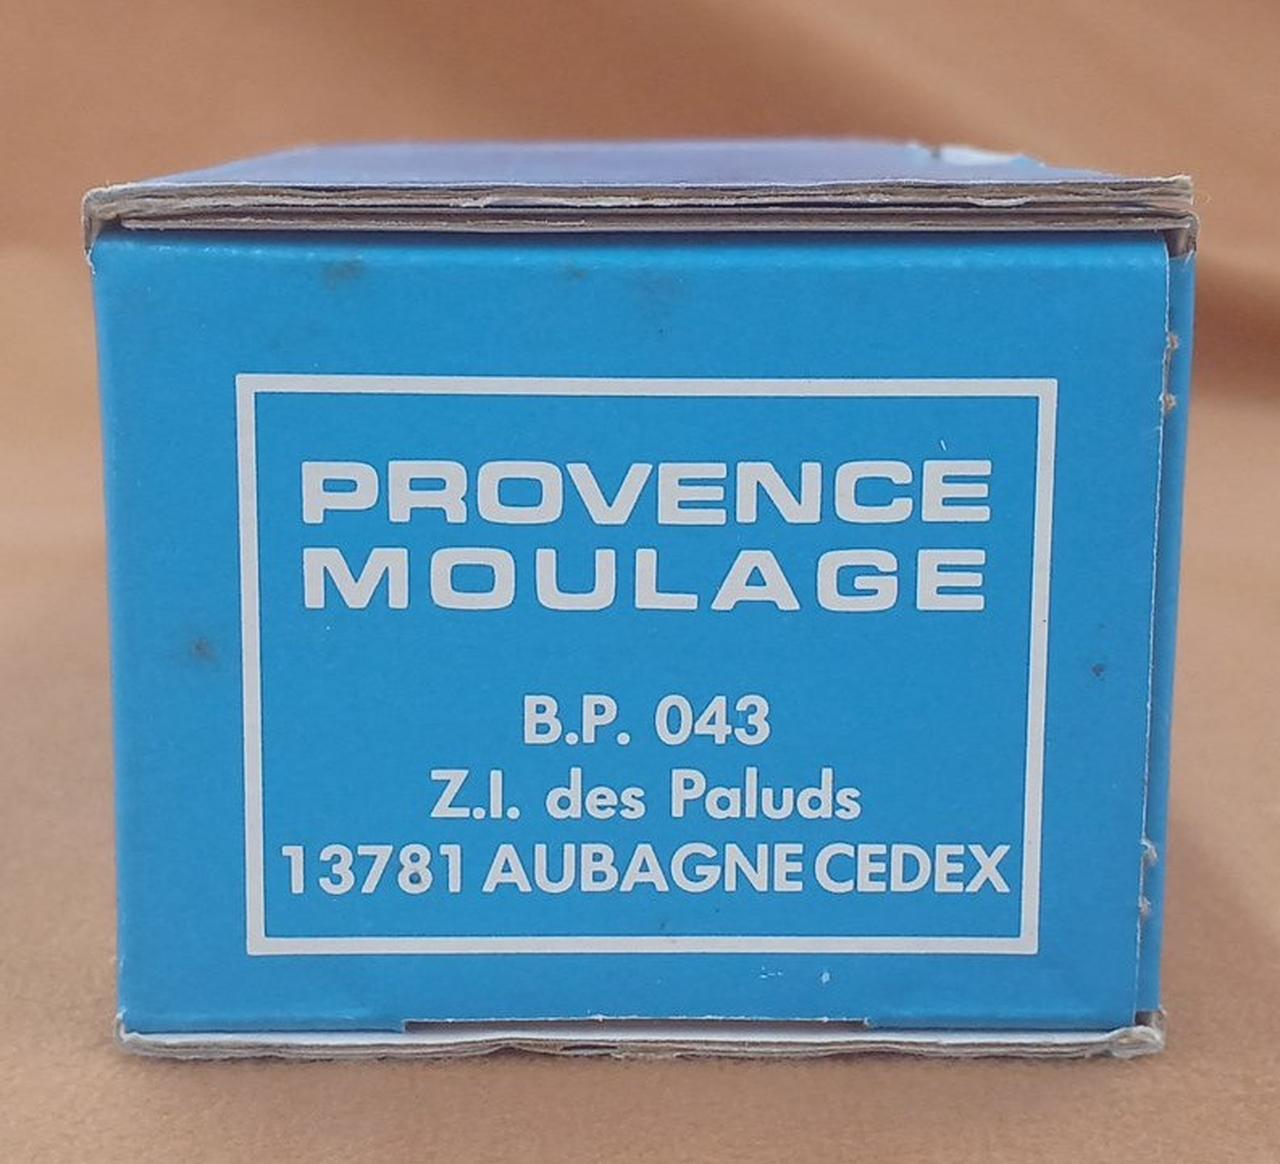 PROVENCE
MOULAGE
B.P. 043
Z.I. des Paluds
13781 AUBAGNE CEDEX